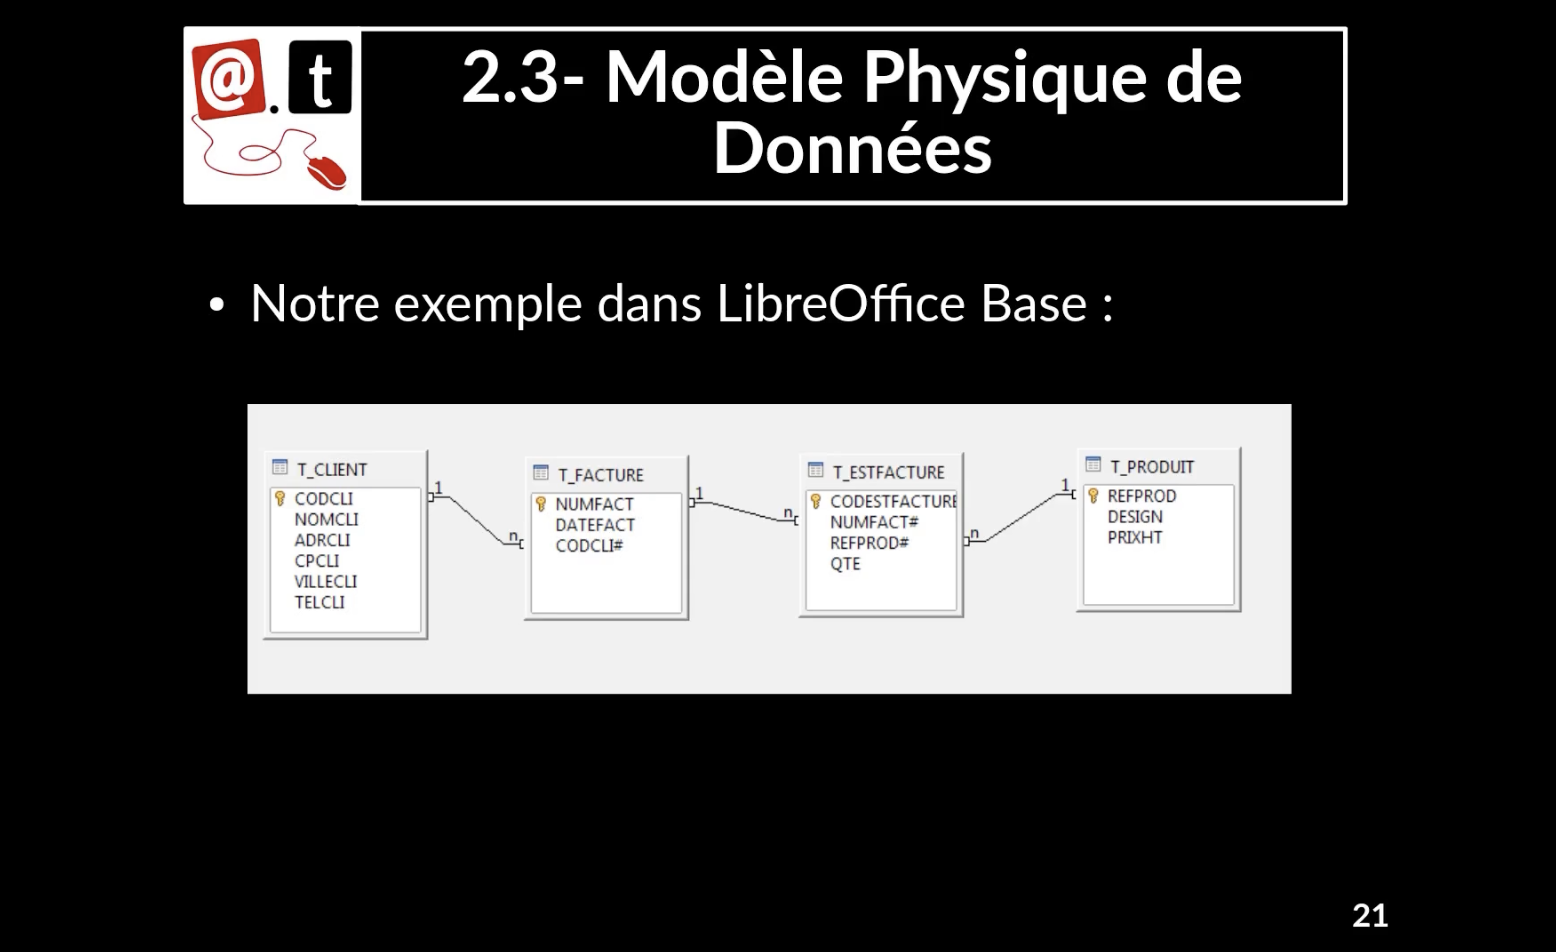 @.t
2.3- Modèle Physique de
Données
• Notre exemple dans LibreOffice Base :
T_CLIENT
CODCLI
NOMCLI
ADRCLI
CPCLI
VILLECLI
TELCLI
1
n
T_FACTURE
NUMFACT
DATEFACT
CODCLI#
1
n
T_ESTFACTURE
CODESTFACTURE
NUMFACT#
REFPROD#
QTE
n
1
T_PRODUIT
REFPROD
DESIGN
PRIXHT
21